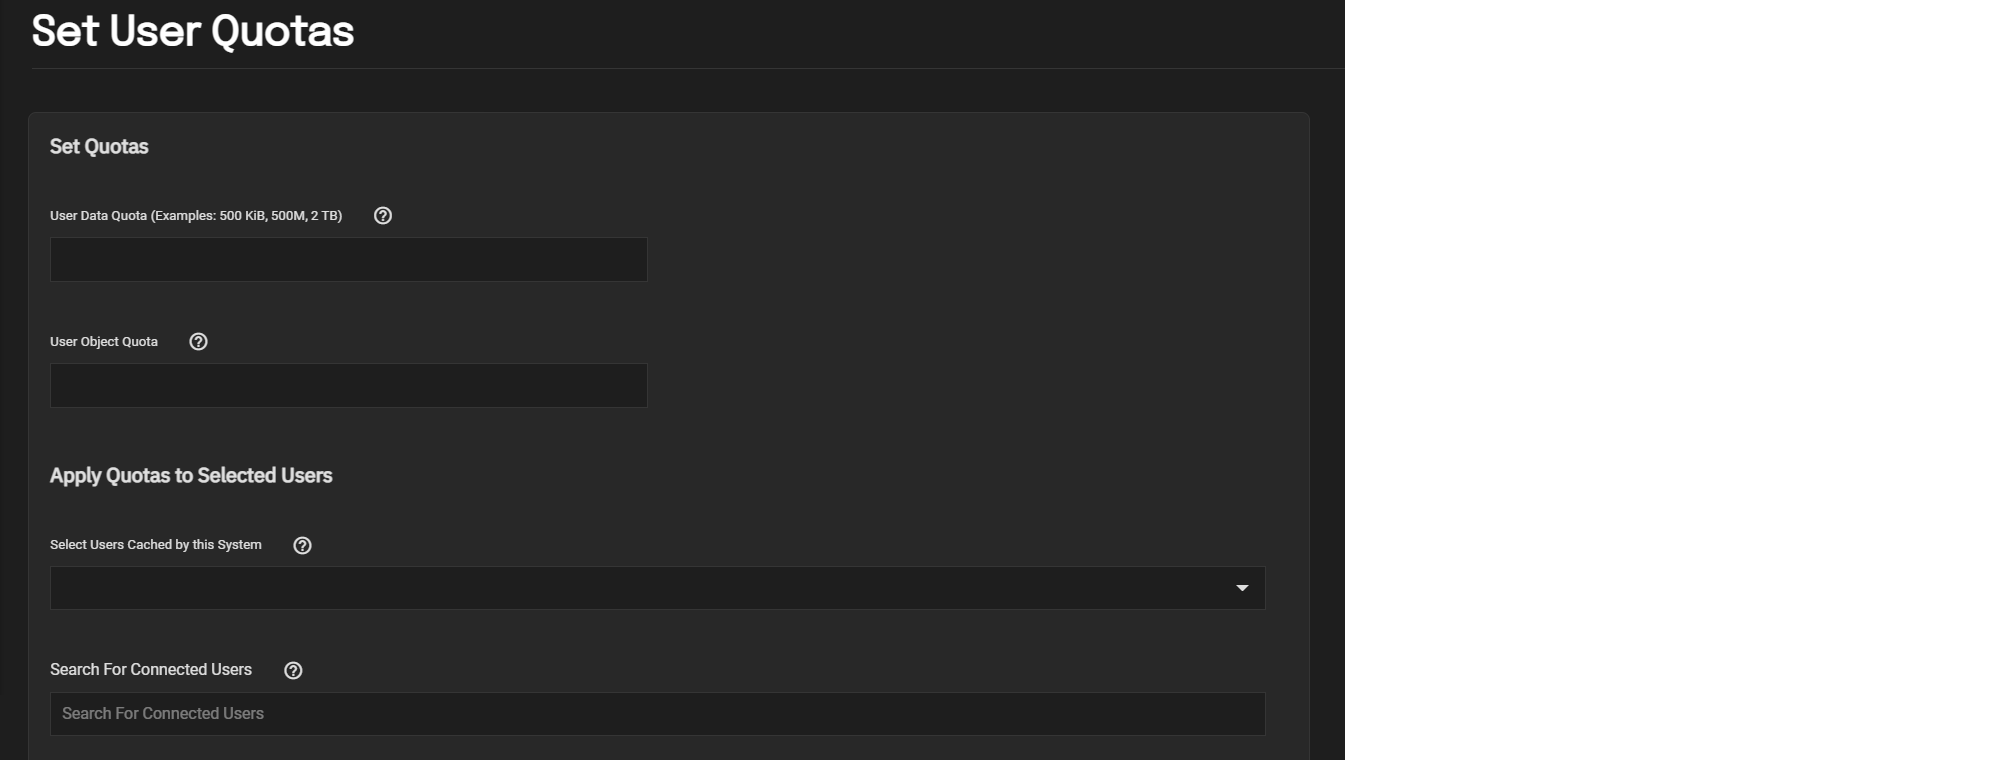 Set User Quotas
Set Quotas
User Data Quota (Examples: 500 KiB, 500M, 2 TB)
User Object Quota
Apply Quotas to Selected Users
Select Users Cached by this System
Search For Connected Users
Search For Connected Users